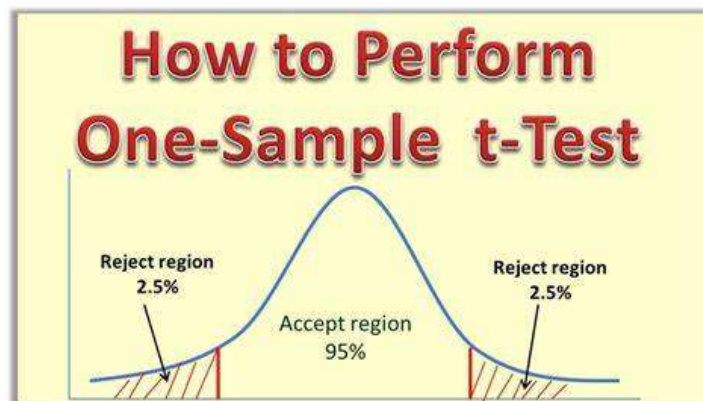 How to Perform
One-Sample t-Test
Reject region
2.5%
Accept region
95%
Reject region
2.5%